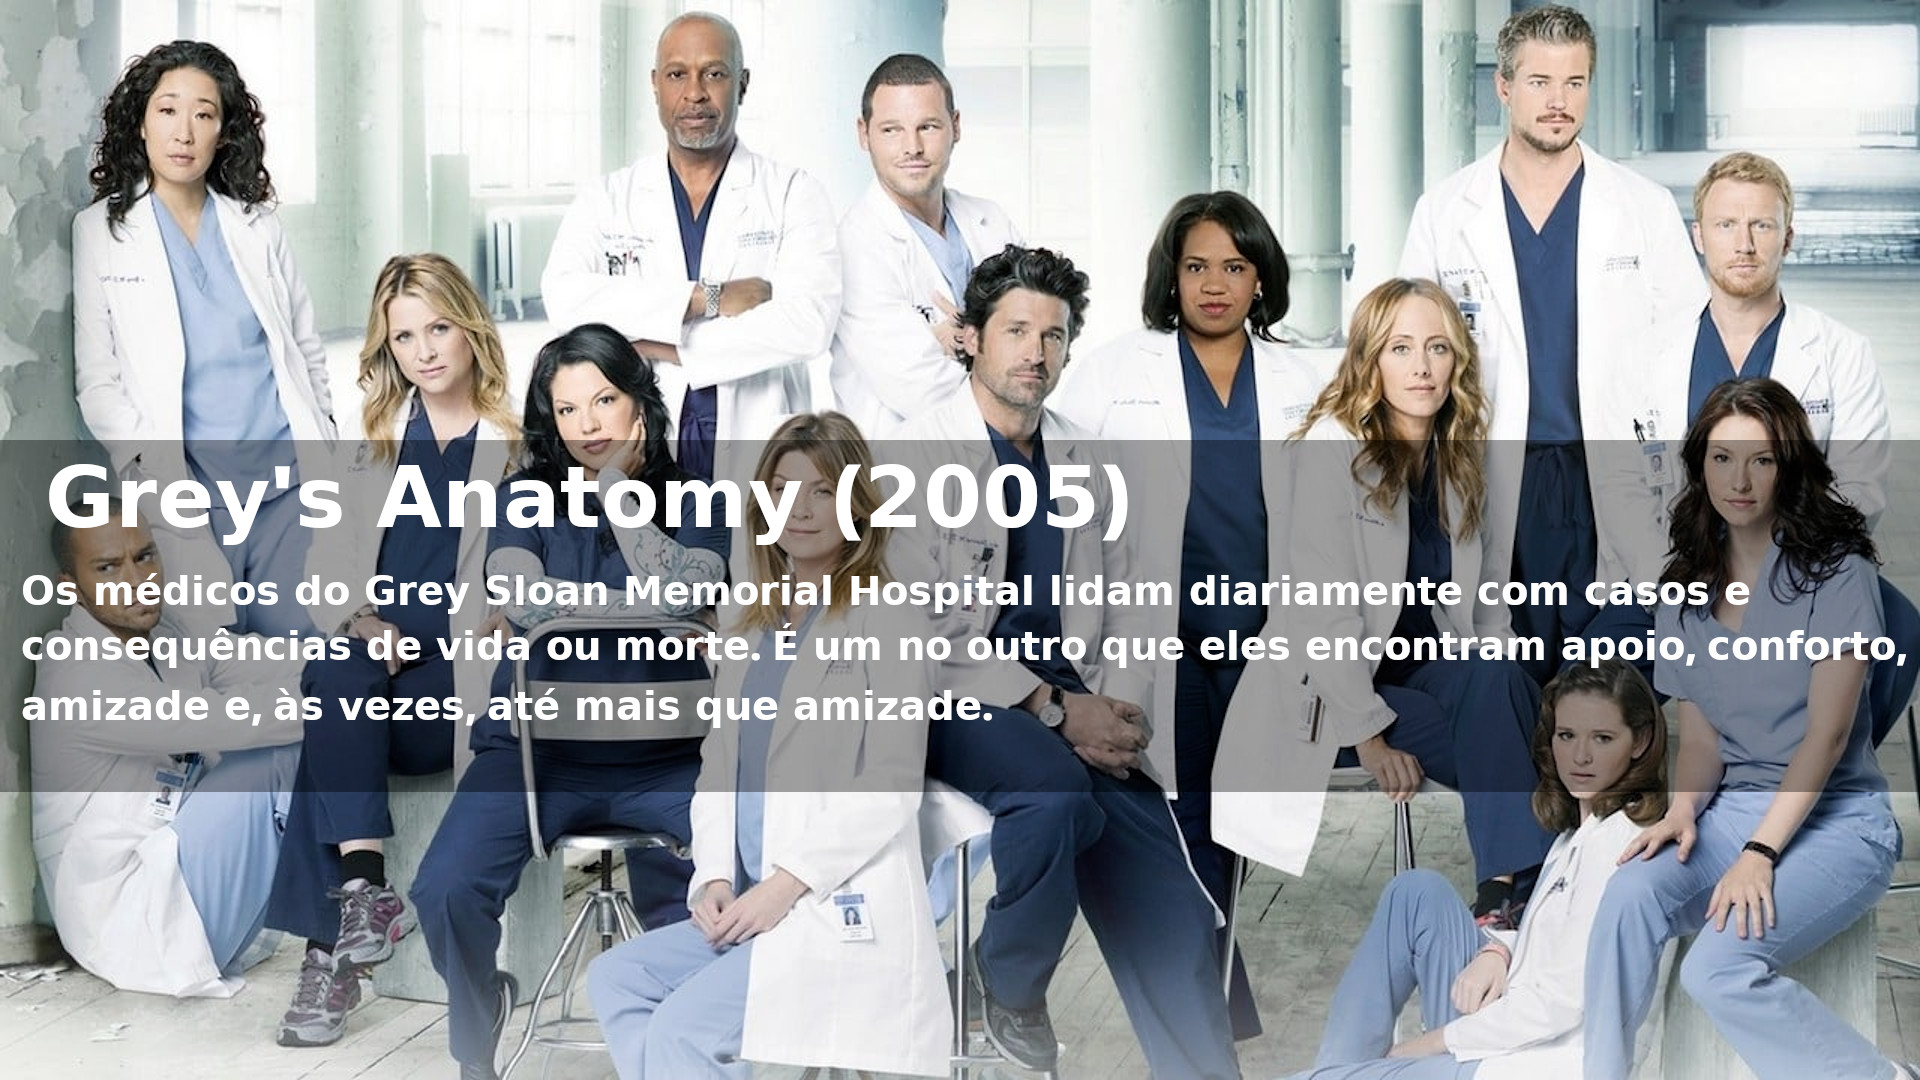 Grey's Anatomy (2005)
Os médicos do Grey Sloan Memorial Hospital lidam diariamente com casos e
consequências de vida ou morte. É um no outro que eles encontram apoio, conforto,
amizade e, às vezes, até mais que amizade.